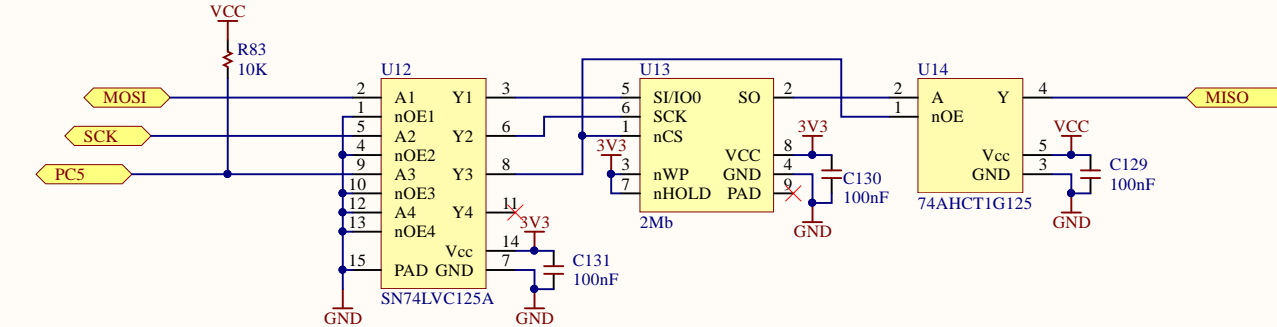 VCC
R83
10K
U12
U13
U14
MOSI
2
A1
Y1
3
5
SI/IO0
SO
2
2
A
Y
4
MISO
1
nOE1
6
SCK
1
nOE
SCK
5
A2
Y2
6
1
nCS
3V3
VCC
4
nOE2
3V3
VCC
8
Vcc
5
PC5
9
A3
Y3
8
3
nWP
GND
4
C130
GND
3
C129
10
nOE3
7
nHOLD
PAD
9
100nF
100nF
12
A4
Y4
11
74AHCT1G125
13
nOE4
3V3
2Mb
GND
GND
Vcc
14
15
PAD
GND
7
C131
100nF
SN74LVC125A
GND
GND